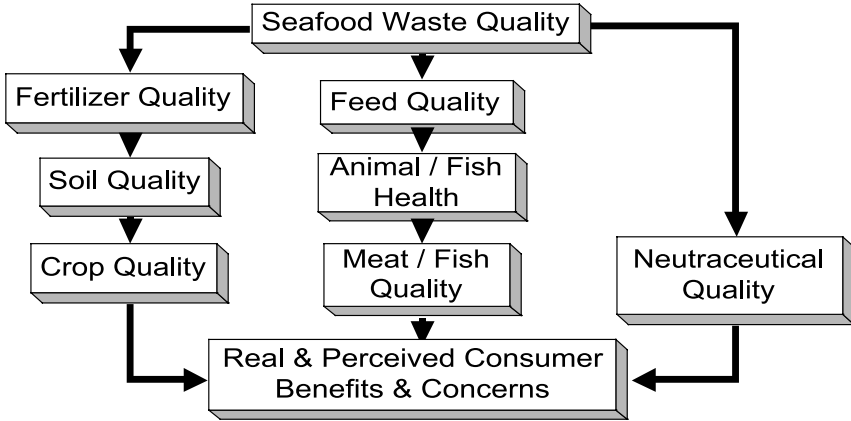 Seafood Waste Quality
Fertilizer Quality
Feed Quality
Soil Quality
Animal / Fish
Health
Crop Quality
Meat / Fish
Quality
Neutraceutical
Quality
Real & Perceived Consumer
Benefits & Concerns